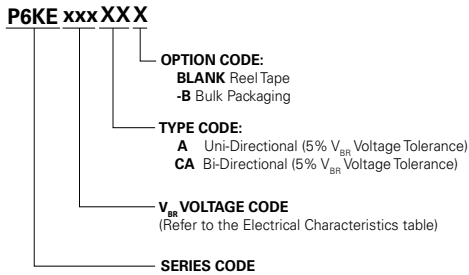 P6KE xxx XX X
OPTION CODE:
BLANK Reel Tape
-B Bulk Packaging
TYPE CODE:
A Uni-Directional (5% VBR Voltage Tolerance)
CA Bi-Directional (5% VBR Voltage Tolerance)
VBR VOLTAGE CODE
(Refer to the Electrical Characteristics table)
SERIES CODE